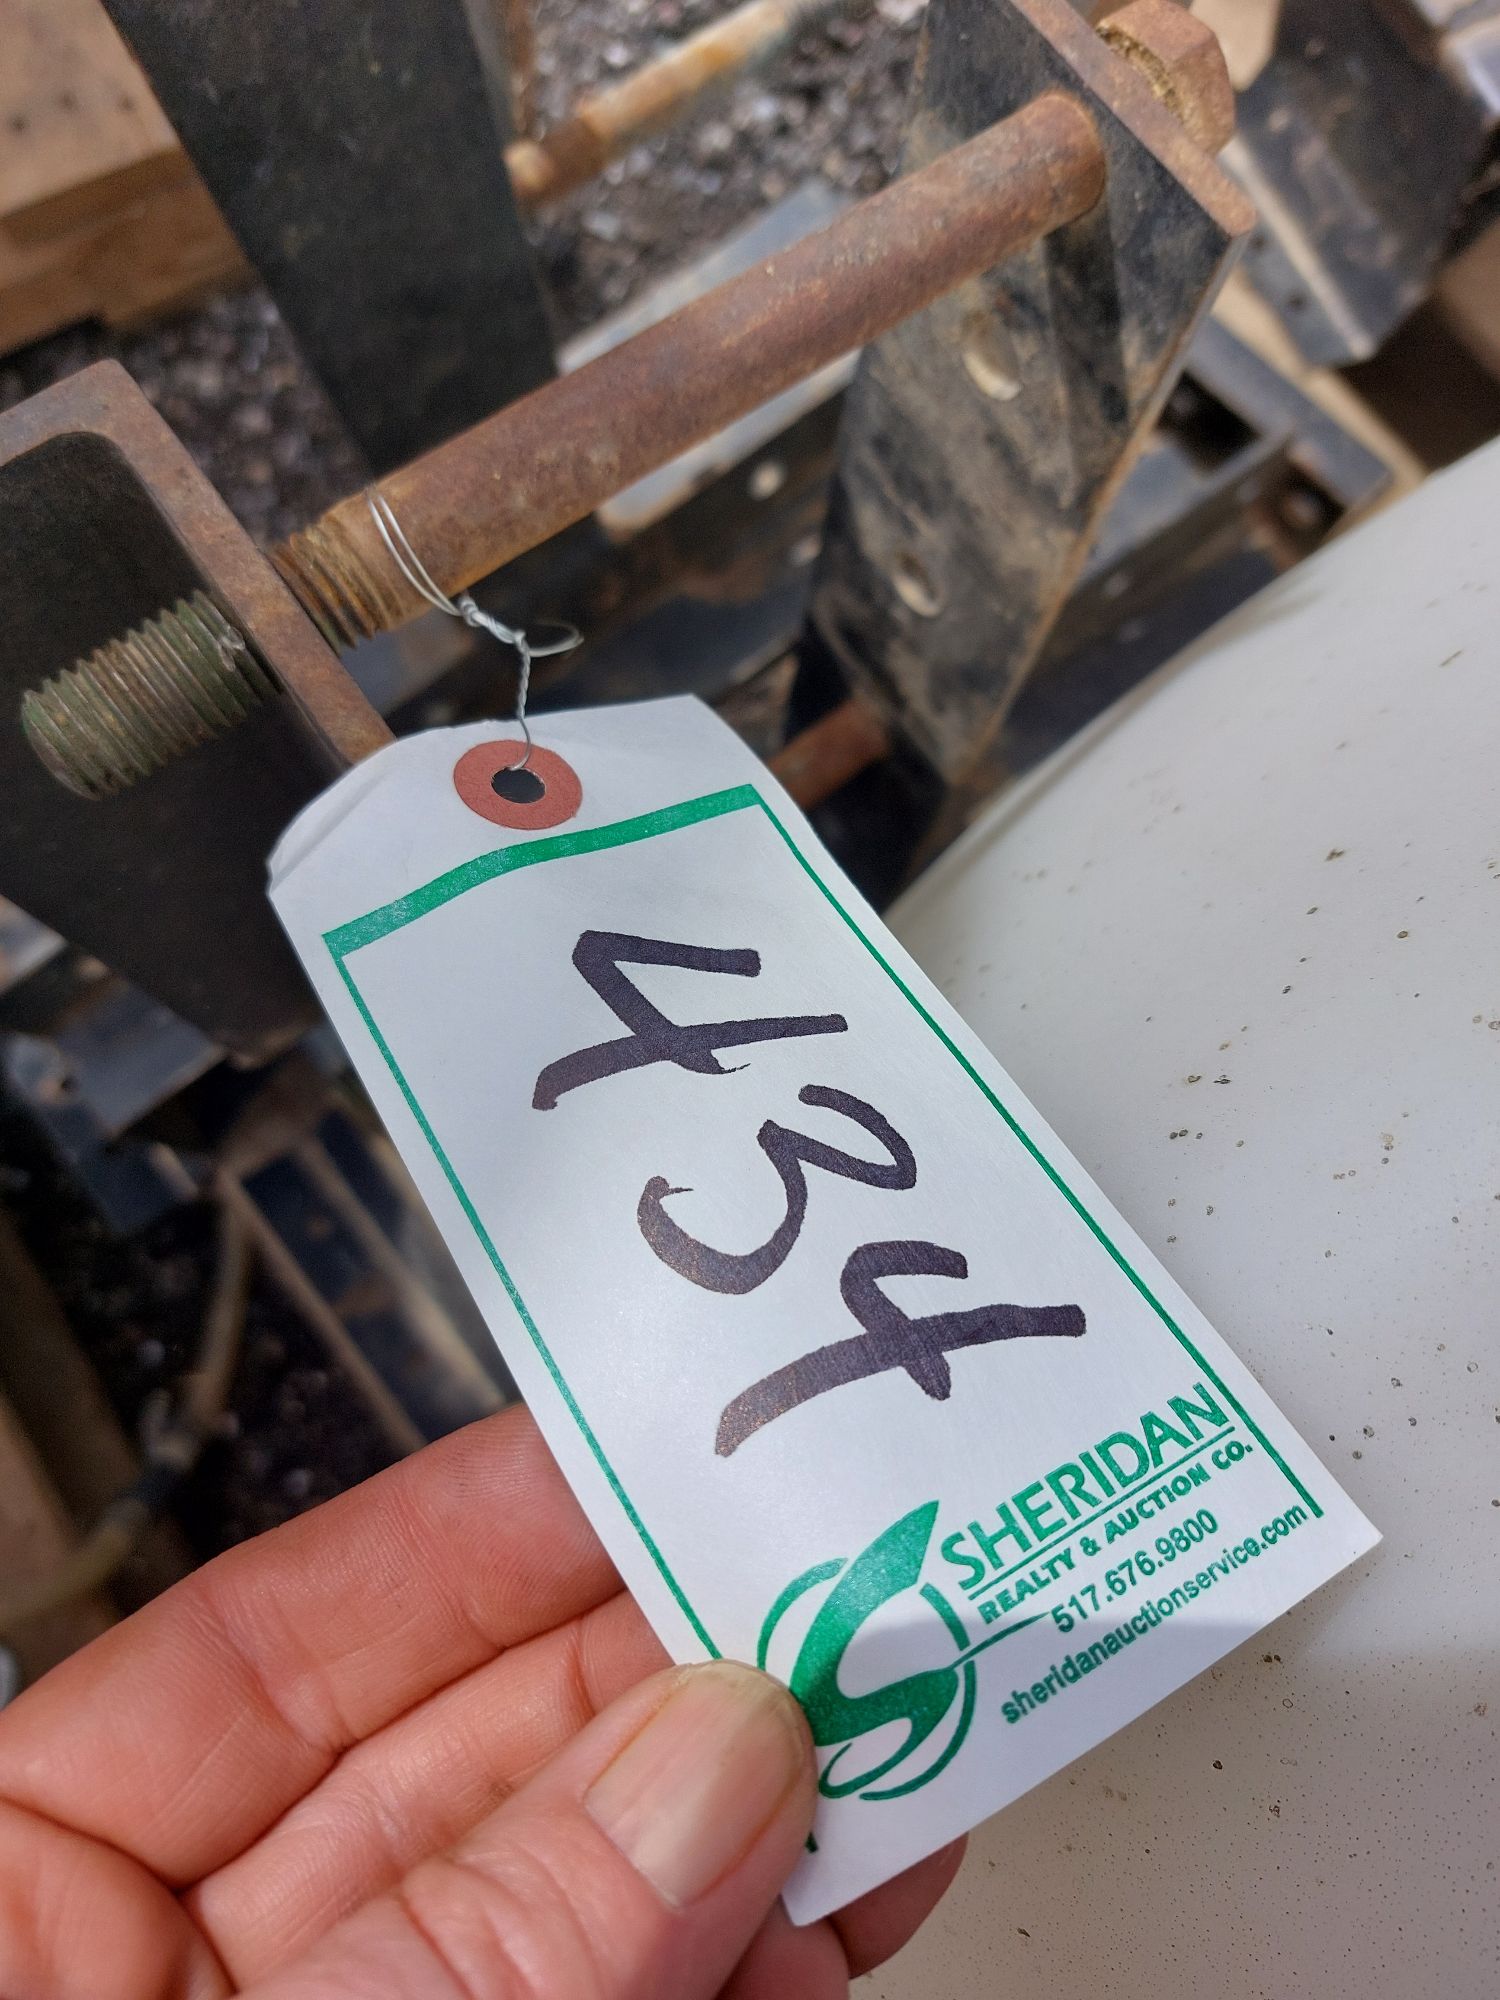 434
SHERIDAN
REALTY & AUCTION CO.
517.676.9800
sheridanauctionservice.com